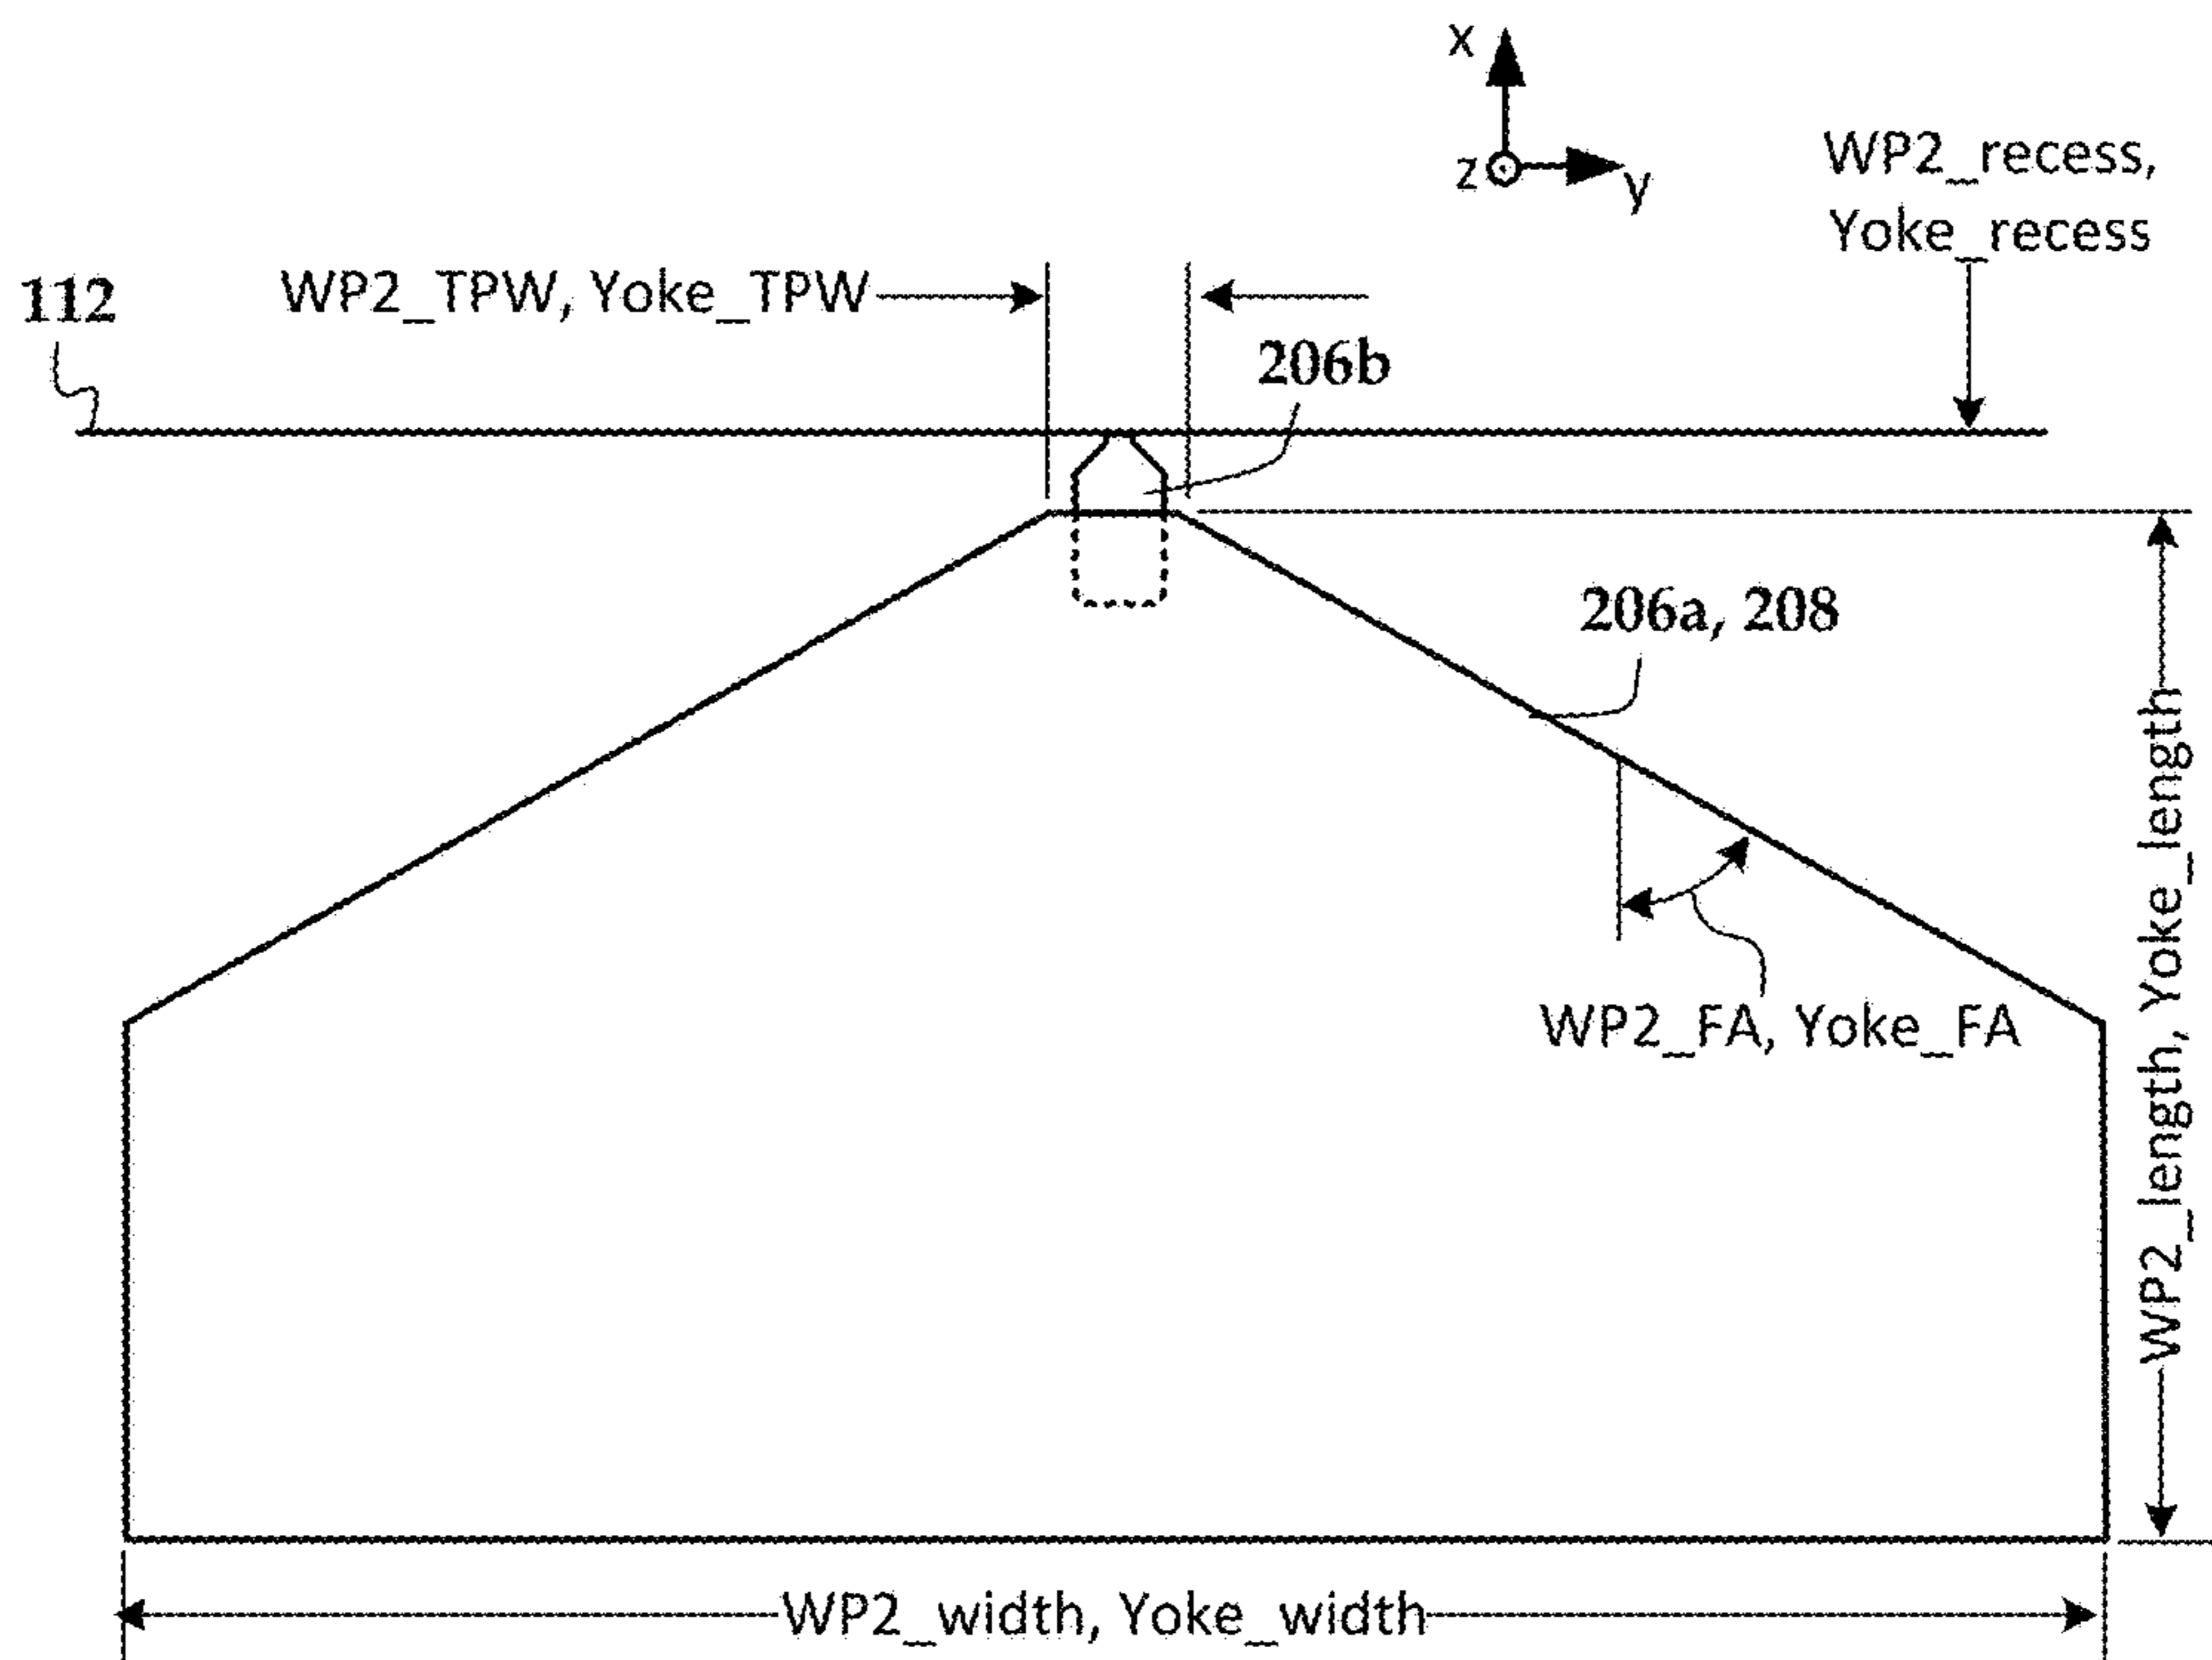 x
z
y
WP2_recess,
Yoke_recess
112
WP2_TPW, Yoke_TPW
206b
206a, 208
WP2_FA, Yoke_FA
WP2_length, Yoke_length
WP2_width, Yoke_width